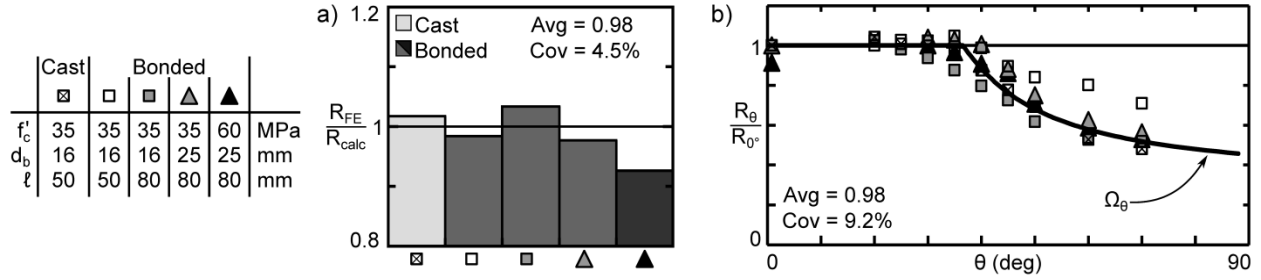 Cast Bonded
f'c 35 35 35 35 60 MPa
db 16 16 16 25 25 mm
ℓ 50 50 80 80 80 mm
a)
1.2
1
0.8
RFE
Rcalc
Cast
Bonded
Avg = 0.98
Cov = 4.5%
b)
1
0
Rθ
R0°
Avg = 0.98
Cov = 9.2%
Ωθ
0 θ (deg) 90